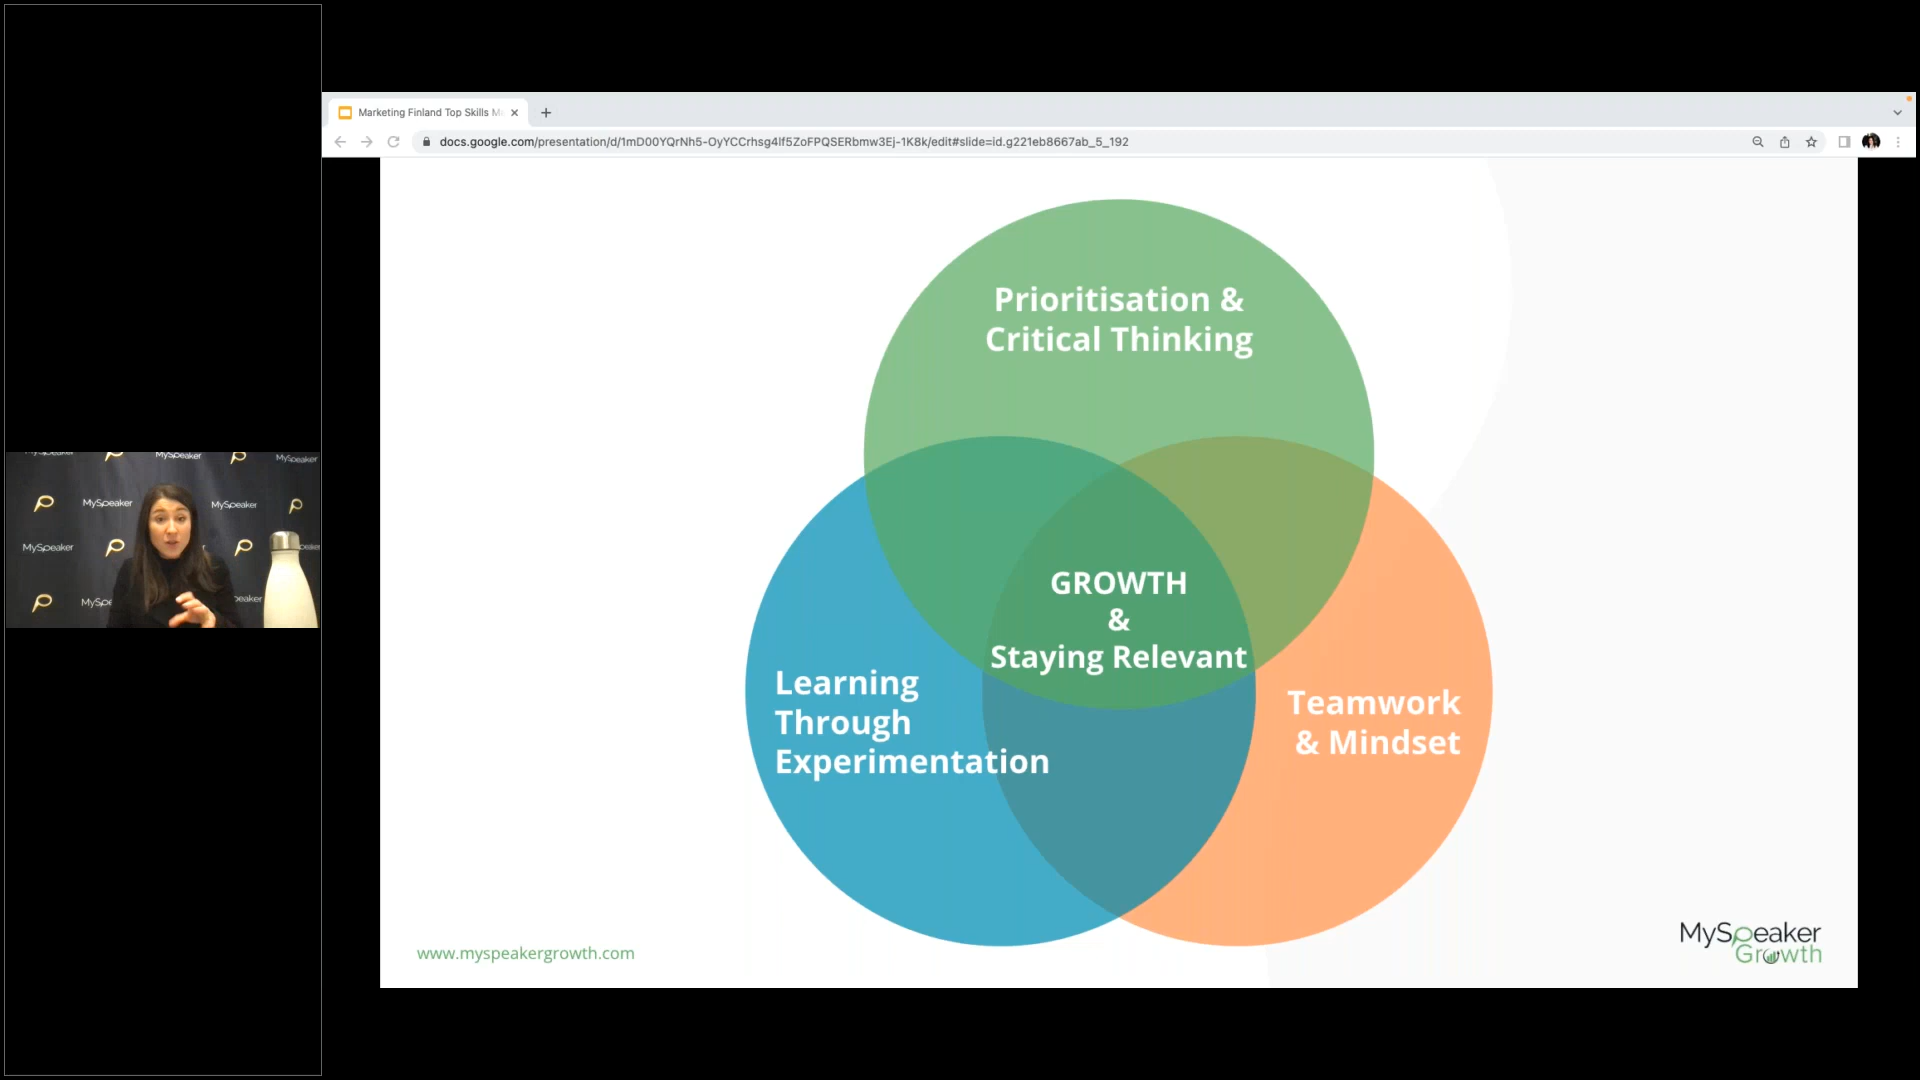 Marketing Finland Top Skills
docs.google.com/presentation/d/1mD00YQrNh5-OyYCCrhsg4lf5ZoFPQSERbmw3Ej-1K8k/edit#slide=id.g221eb8667ab_5_192
Prioritisation &
Critical Thinking
GROWTH
&
Staying Relevant
Learning
Through
Experimentation
Teamwork
& Mindset
www.myspeakergrowth.com
MySpeaker
Growth
MySpeaker
MySpeaker
MySpeaker
MySpeaker
MySpeaker